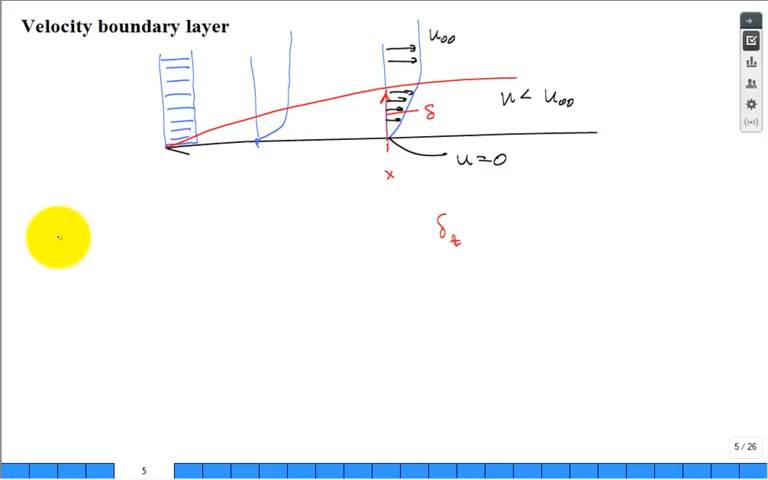 Velocity boundary layer
u∞
u < u∞
δ
u = 0
x
δt
5 / 26
5